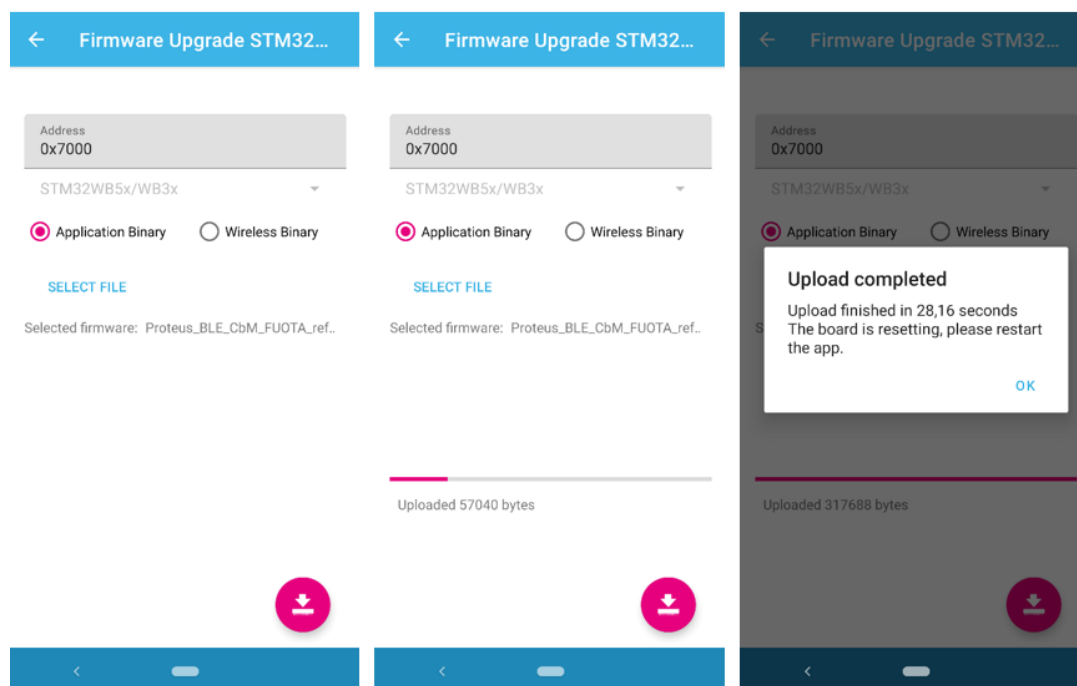 Firmware Upgrade STM32...
Address
0x7000
STM32WB5x/WB3x
Application Binary Wireless Binary
SELECT FILE
Selected firmware: Proteus_BLE_CbM_FUOTA_ref..
Firmware Upgrade STM32...
Address
0x7000
STM32WB5x/WB3x
Application Binary Wireless Binary
SELECT FILE
Selected firmware: Proteus_BLE_CbM_FUOTA_ref..
Uploaded 57040 bytes
Firmware Upgrade STM32...
Address
0x7000
STM32WB5x/WB3x
Application Binary Wireless Binary
S
Upload completed
Upload finished in 28,16 seconds
The board is resetting, please restart
the app.
OK
Uploaded 317688 bytes